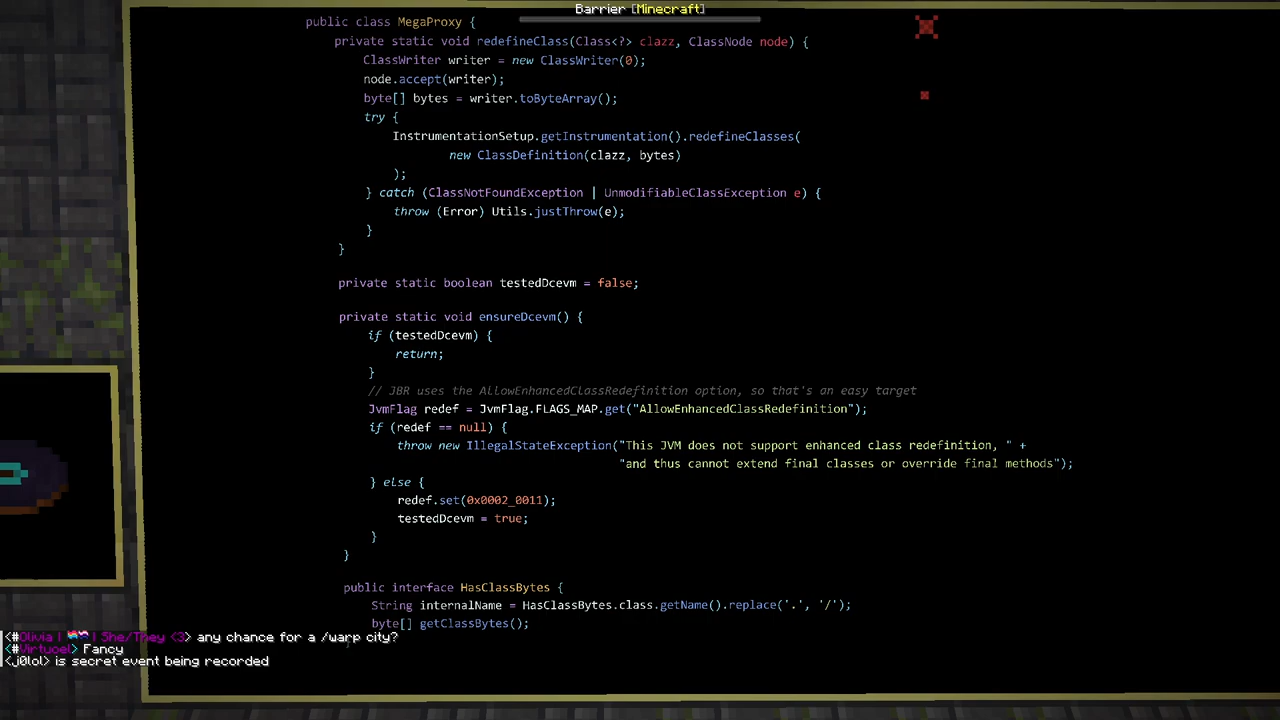 Barrier [Minecraft]
public class MegaProxy {
private static void redefineClass(Class<?> clazz, ClassNode node) {
ClassWriter writer = new ClassWriter(0);
node.accept(writer);
byte[] bytes = writer.toByteArray();
try {
InstrumentationSetup.getInstrumentation().redefineClasses(
new ClassDefinition(clazz, bytes)
);
} catch (ClassNotFoundException | UnmodifiableClassException e) {
throw (Error) Utils.justThrow(e);
}
}
private static boolean testedDcevm = false;
private static void ensureDcevm() {
if (testedDcevm) {
return;
}
// JBR uses the AllowEnhancedClassRedefinition option, so that's an easy target
JvmFlag redef = JvmFlag.FLAGS_MAP.get("AllowEnhancedClassRedefinition");
if (redef == null) {
throw new IllegalStateException("This JVM does not support enhanced class redefinition, " +
"and thus cannot extend final classes or override final methods");
} else {
redef.set(0x0002_0011);
testedDcevm = true;
}
}
public interface HasClassBytes {
String internalName = HasClassBytes.class.getName().replace('.', '/');
byte[] getClassBytes();
<#Olivia | | She/They <3> any chance for a /warp city?
<#Virtuoel> Fancy
<j0lol> is secret event being recorded